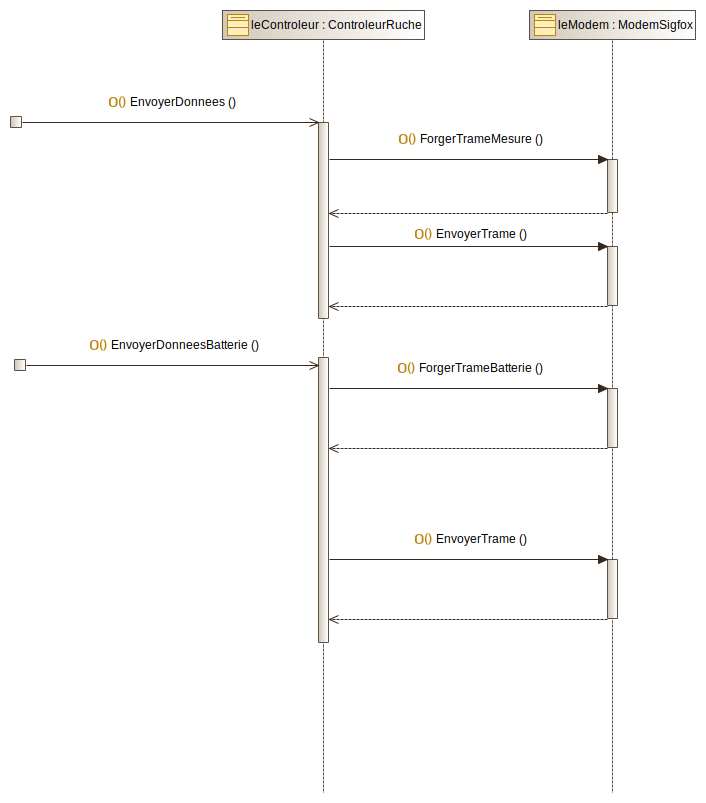 leControleur : ControleurRuche
leModem : ModemSigfox
O() EnvoyerDonnees ()
O() ForgerTrameMesure ()
O() EnvoyerTrame ()
O() EnvoyerDonneesBatterie ()
O() ForgerTrameBatterie ()
O() EnvoyerTrame ()